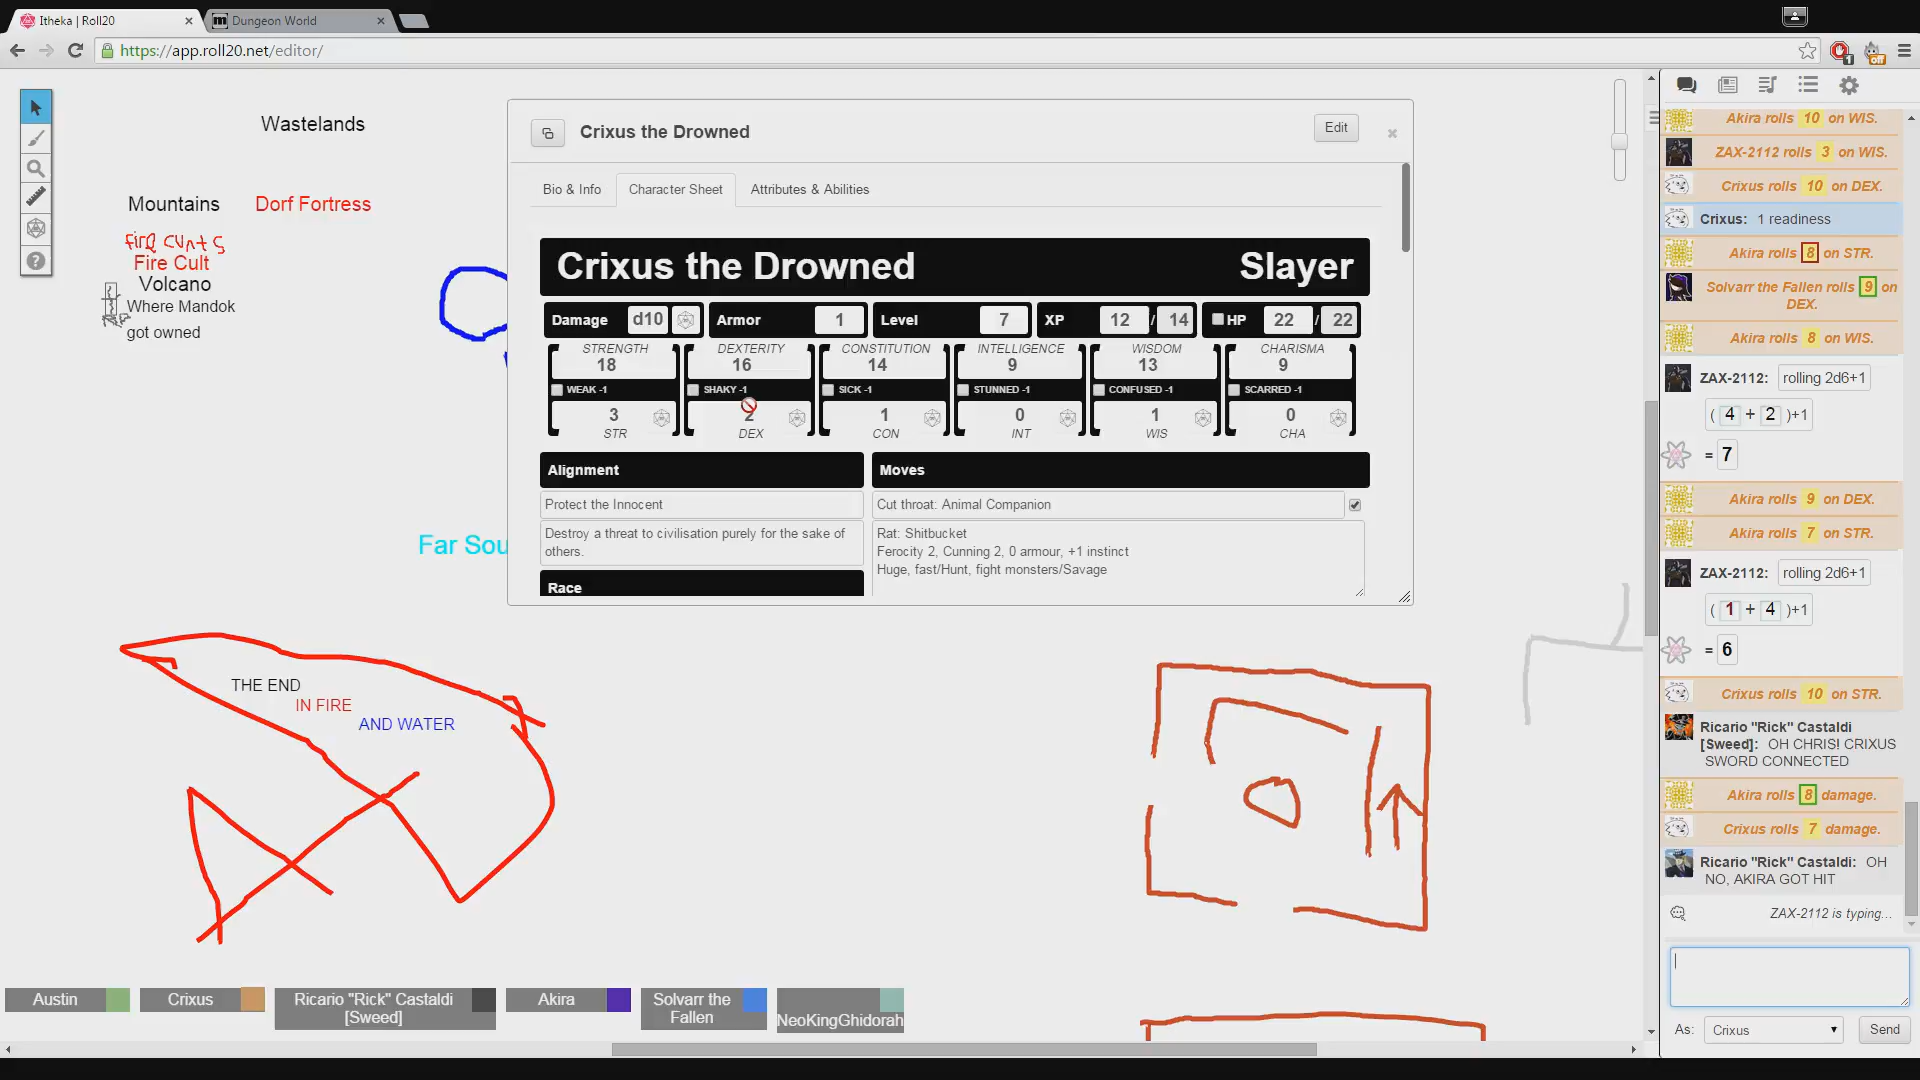 Itheka | Roll20
Dungeon World
https://app.roll20.net/editor/
Wastelands
Mountains
Dorf Fortress
firq cunts
Fire Cult
Volcano
Where Mandok
got owned
Far Sou
THE END
IN FIRE
AND WATER
Crixus the Drowned
Edit
Bio & Info
Character Sheet
Attributes & Abilities
Crixus the Drowned
Slayer
Damage d10
Armor 1
Level 7
XP 12 / 14
HP 22 / 22
STRENGTH DEXTERITY CONSTITUTION INTELLIGENCE WISDOM CHARISMA
18 16 14 9 13 9
WEAK -1 SHAKY -1 SICK -1 STUNNED -1 CONFUSED -1 SCARRED -1
3 2 1 0 1 0
STR DEX CON INT WIS CHA
Alignment
Protect the Innocent
Destroy a threat to civilisation purely for the sake of
others.
Race
Moves
Cut throat: Animal Companion
Rat: Shitbucket
Ferocity 2, Cunning 2, 0 armour, +1 instinct
Huge, fast/Hunt, fight monsters/Savage
Austin
Crixus
Ricario "Rick" Castaldi
[Sweed]
Akira
Solvarr the
Fallen
NeoKingGhidorah
Akira rolls 10 on WIS.
ZAX-2112 rolls 3 on WIS.
Crixus rolls 10 on DEX.
Crixus: 1 readiness
Akira rolls 8 on STR.
Solvarr the Fallen rolls 9 on
DEX.
Akira rolls 8 on WIS.
ZAX-2112: rolling 2d6+1
( 4 + 2 )+1
= 7
Akira rolls 9 on DEX.
Akira rolls 7 on STR.
ZAX-2112: rolling 2d6+1
( 1 + 4 )+1
= 6
Crixus rolls 10 on STR.
Ricario "Rick" Castaldi
[Sweed]: OH CHRIS! CRIXUS
SWORD CONNECTED
Akira rolls 8 damage.
Crixus rolls 7 damage.
Ricario "Rick" Castaldi: OH
NO, AKIRA GOT HIT
ZAX-2112 is typing...
As: Crixus
Send